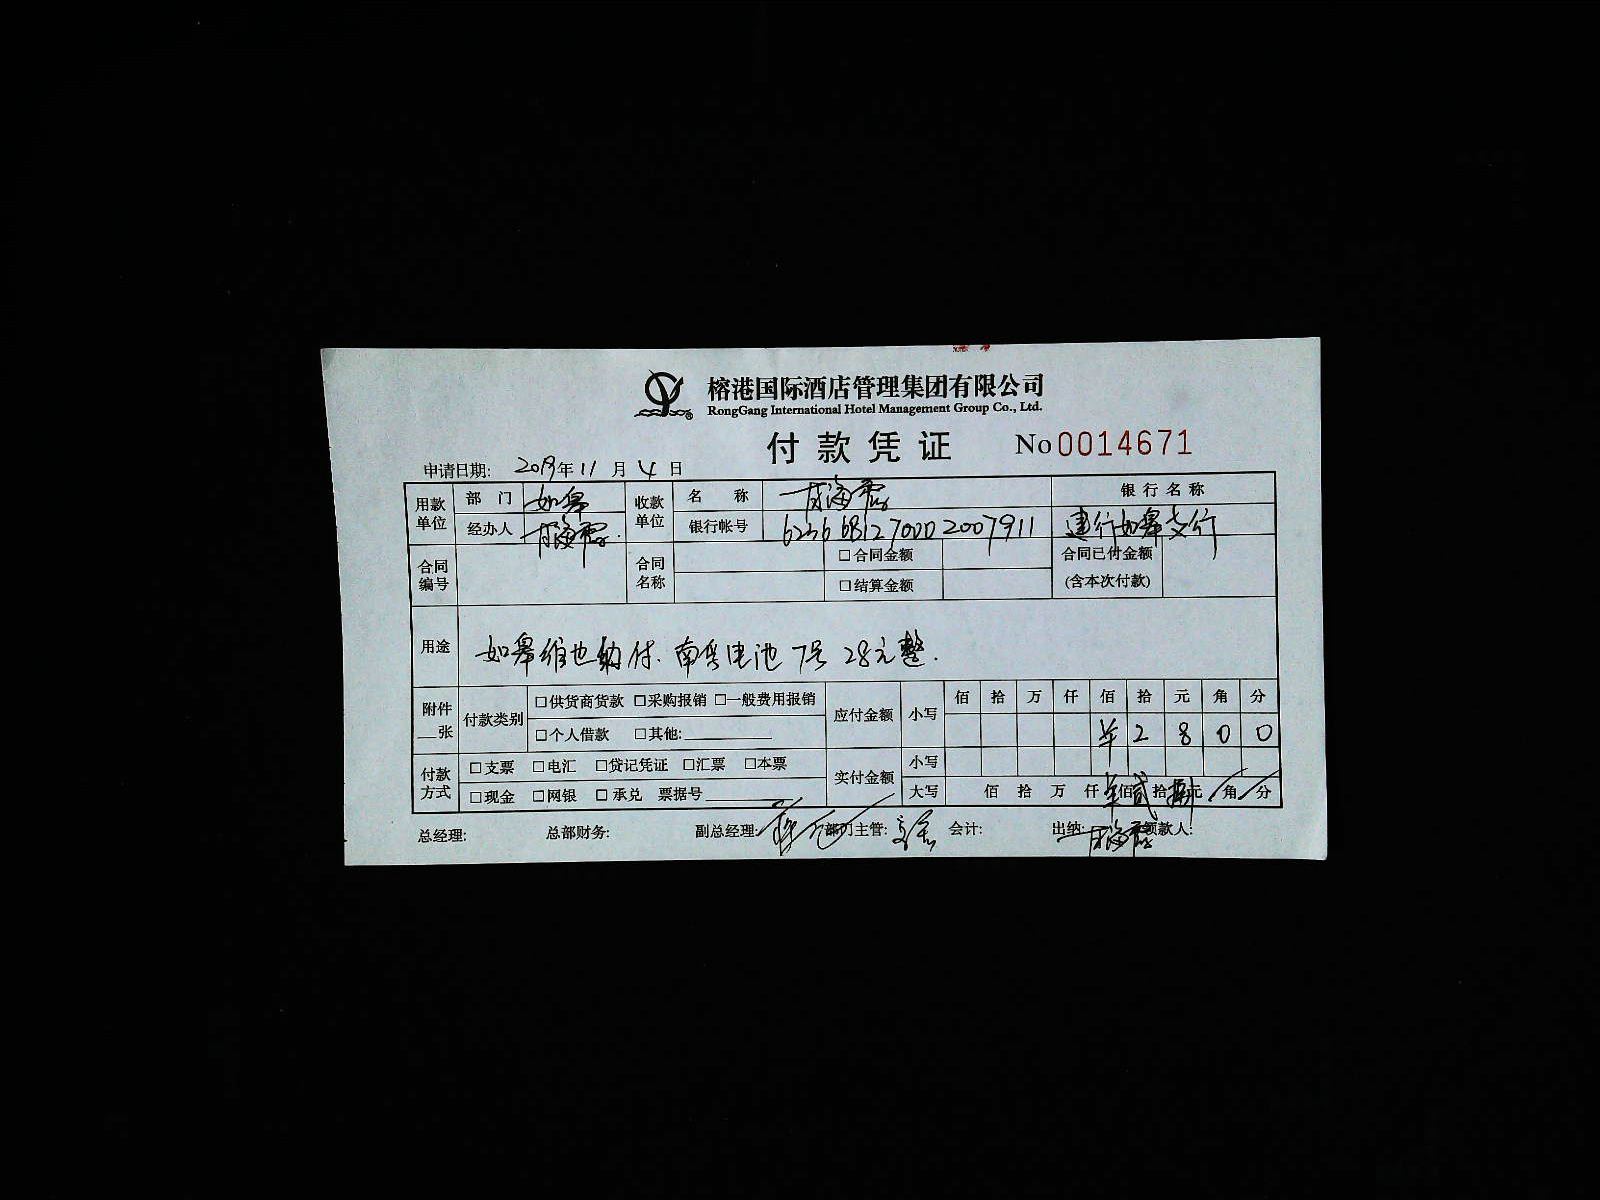 榕港国际酒店管理集团有限公司
RongGang International Hotel Management Group Co., Ltd.
付款凭证 No 0014671
申请日期: 2019年11月4日
用款单位 部门 如皋 收款单位 名称 银行名称
经办人 银行帐号 建行如皋支行
合同编号 合同名称 □合同金额 合同已付金额
□结算金额 (含本次付款)
用途 如皋维也纳付.南孚电池7号28元整.
附件__张 付款类别 □供货商货款 □采购报销 □一般费用报销 应付金额 小写 佰 拾 万 仟 佰 拾 元 角 分
□个人借款 □其他: ¥ 2 8 0 0
付款方式 □支票 □电汇 □贷记凭证 □汇票 □本票 实付金额 小写
□现金 □网银 □承兑 票据号 大写 佰 拾 万 仟 佰 贰拾 捌元 角 分
总经理: 总部财务: 副总经理: 部门主管: 会计: 出纳: 领款人: